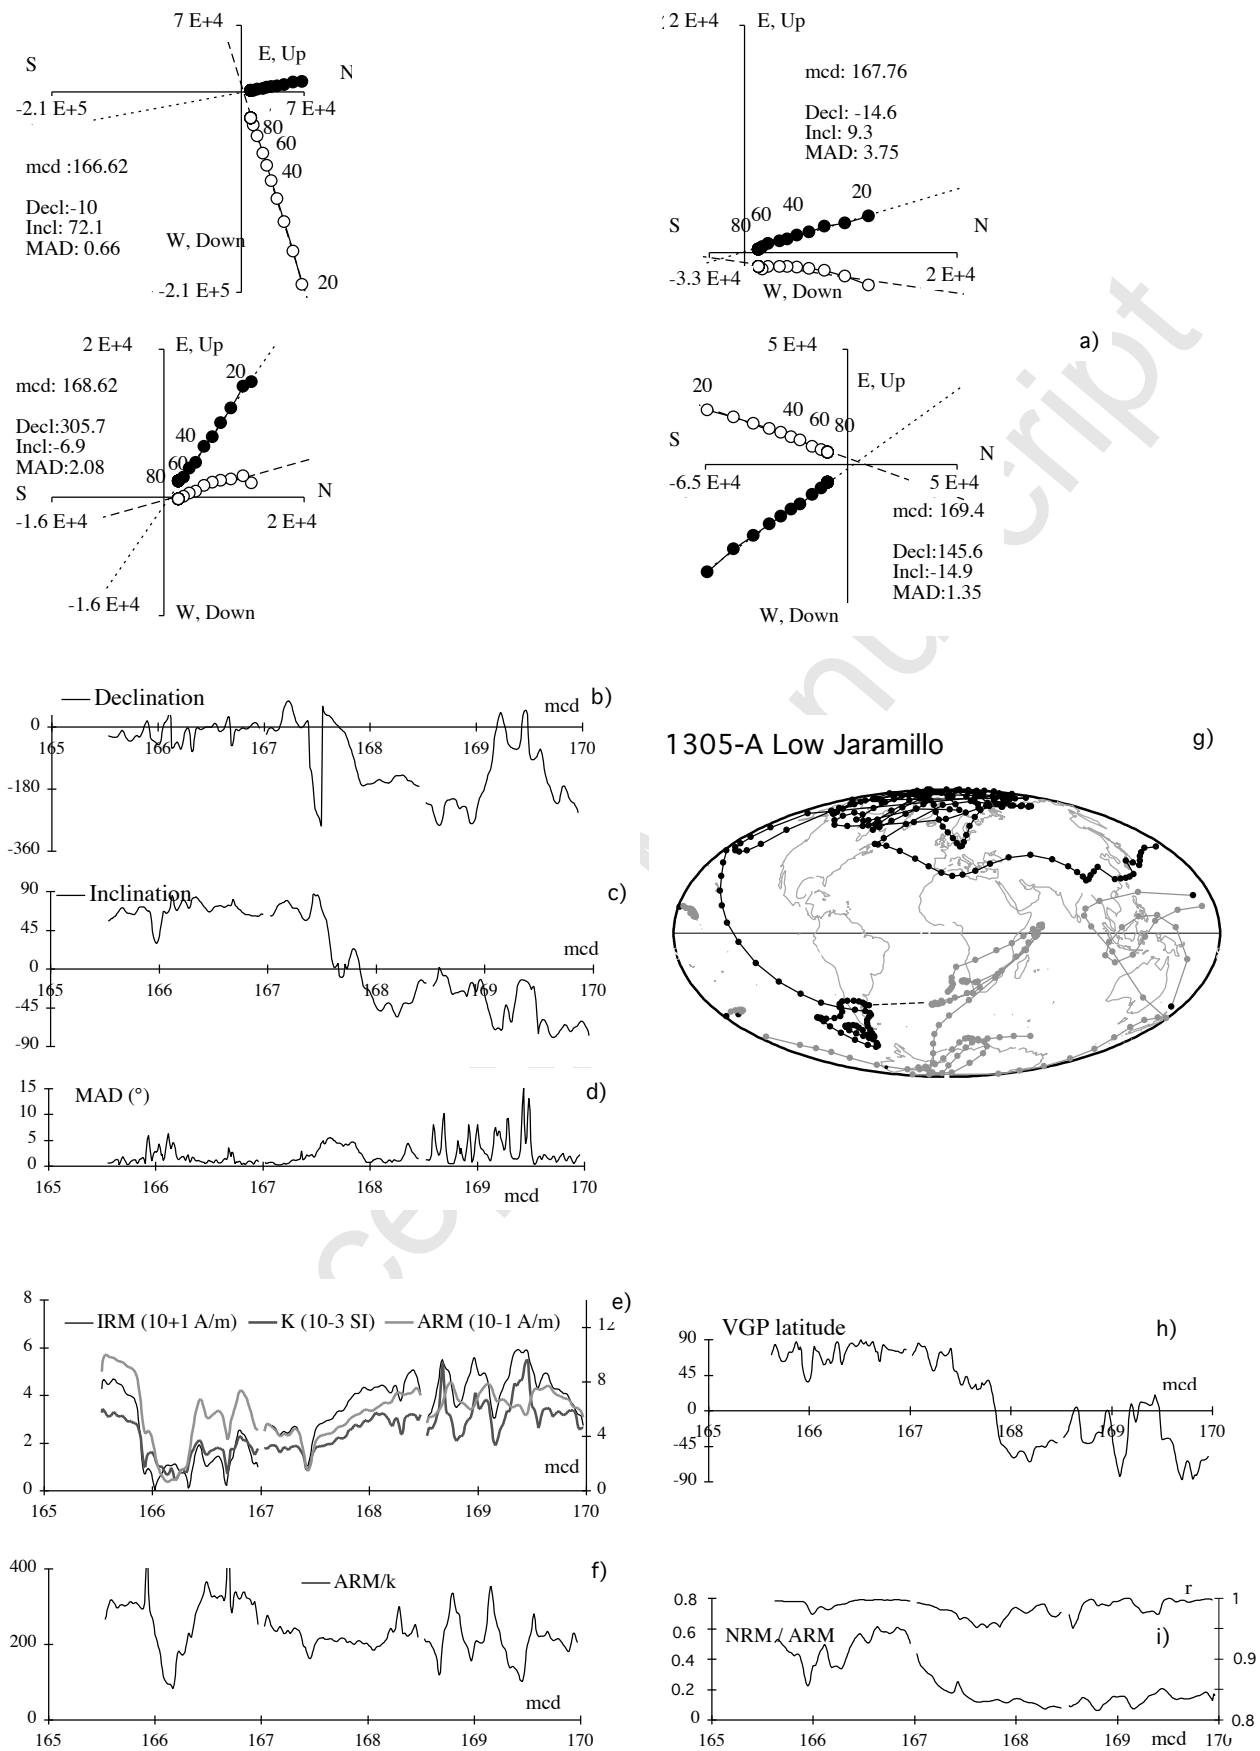 7 E+4
E, Up
S
N
-2.1 E+5
7 E+4
80
60
40
mcd :166.62
Decl:-10
Incl: 72.1
MAD: 0.66
W, Down
-2.1 E+5
20
2 E+4
E, Up
mcd: 167.76
Decl: -14.6
Incl: 9.3
MAD: 3.75
20
40
60
80
S
N
-3.3 E+4
2 E+4
W, Down
2 E+4
E, Up
20
mcd: 168.62
Decl:305.7
Incl:-6.9
MAD:2.08
40
60
80
S
N
-1.6 E+4
2 E+4
-1.6 E+4
W, Down
a)
5 E+4
E, Up
20
40
60
80
S
N
-6.5 E+4
5 E+4
mcd: 169.4
Decl:145.6
Incl:-14.9
MAD:1.35
W, Down
Declination
b)
mcd
0
-180
-360
165
166
167
168
169
170
Inclination
c)
mcd
90
45
0
-45
-90
165
166
167
168
169
170
MAD (°)
d)
15
10
5
0
165
166
167
168
169
170
mcd
1305-A Low Jaramillo
g)
e)
IRM (10+1 A/m)
K (10-3 SI)
ARM (10-1 A/m)
8
6
4
2
0
12
8
4
0
mcd
165
166
167
168
169
170
f)
ARM/k
400
200
0
mcd
165
166
167
168
169
170
VGP latitude
h)
mcd
90
45
0
-45
-90
165
166
167
168
169
170
r
NRM / ARM
i)
0.8
0.6
0.4
0.2
0
1
0.9
0.8
165
166
167
168
169
mcd
170